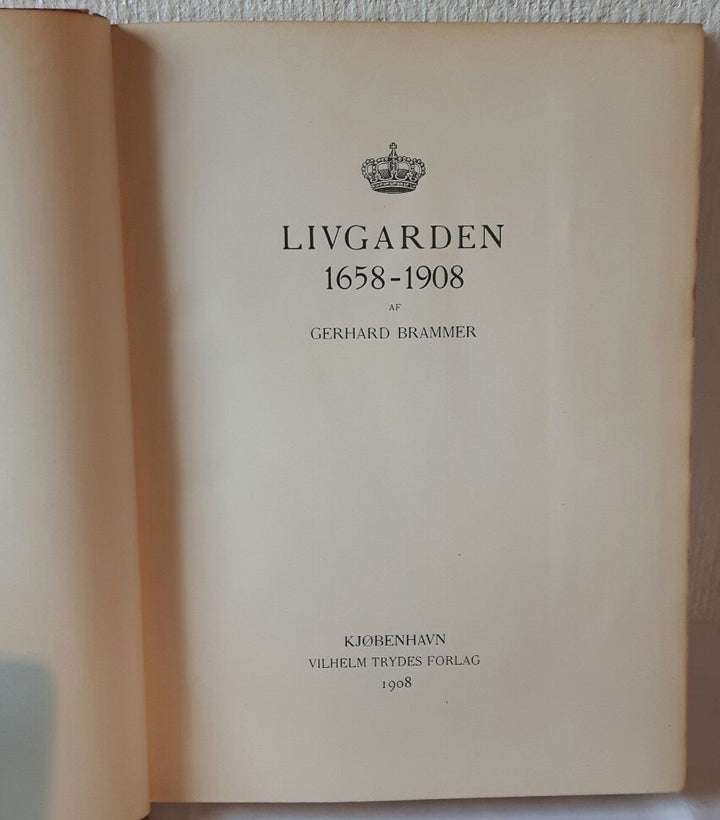 LIVGARDEN
1658-1908
AF
GERHARD BRAMMER
KJØBENHAVN
VILHELM TRYDES FORLAG
1908